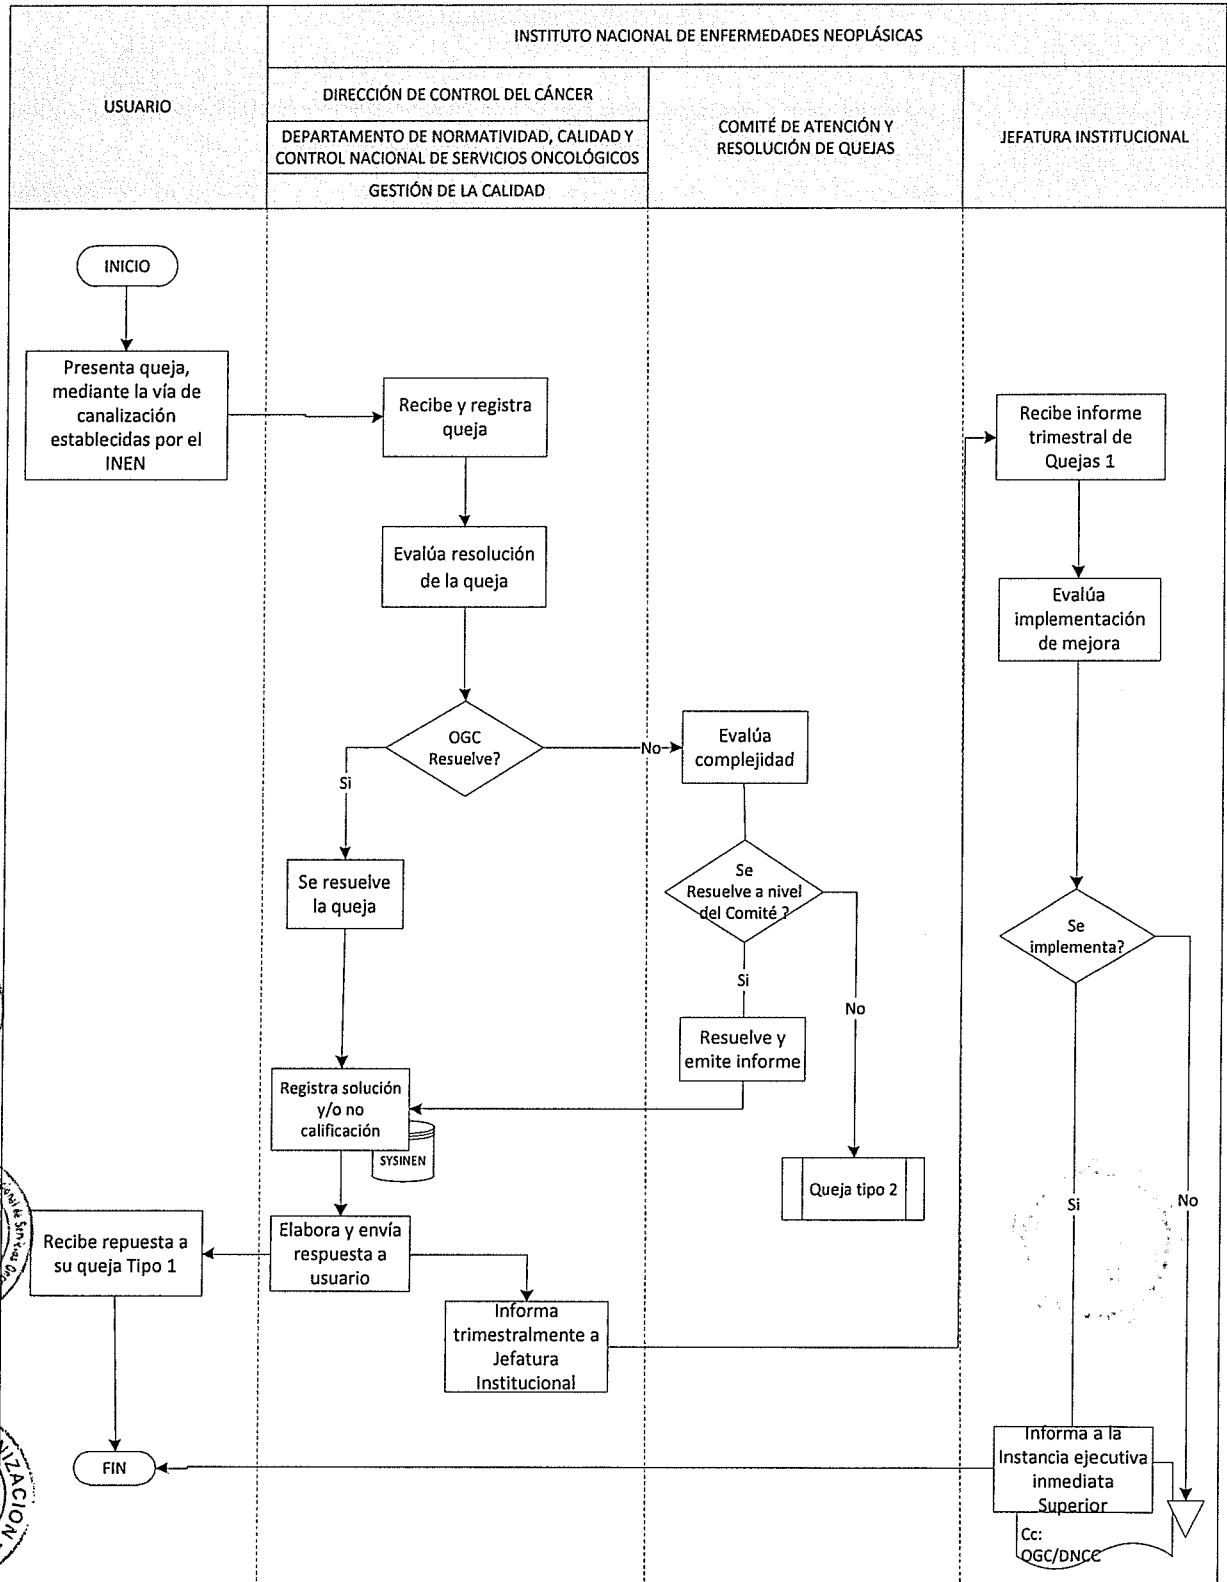 INSTITUTO NACIONAL DE ENFERMEDADES NEOPLÁSICAS
USUARIO
DIRECCIÓN DE CONTROL DEL CÁNCER
DEPARTAMENTO DE NORMATIVIDAD, CALIDAD Y
CONTROL NACIONAL DE SERVICIOS ONCOLÓGICOS
GESTIÓN DE LA CALIDAD
COMITÉ DE ATENCIÓN Y
RESOLUCIÓN DE QUEJAS
JEFATURA INSTITUCIONAL
INICIO
Presenta queja,
mediante la vía de
canalización
establecidas por el
INEN
Recibe y registra
queja
Evalúa resolución
de la queja
OGC
Resuelve?
Si
No
Se resuelve
la queja
Registra solución
y/o no
calificación
SYSINEN
Elabora y envía
respuesta a
usuario
Recibe repuesta a
su queja Tipo 1
Informa
trimestralmente a
Jefatura
Institucional
FIN
Evalúa
complejidad
Se
Resuelve a nivel
del Comité ?
Si
No
Resuelve y
emite informe
Queja tipo 2
Recibe informe
trimestral de
Quejas 1
Evalúa
implementación
de mejora
Se
implementa?
Si
No
Informa a la
Instancia ejecutiva
inmediata
Superior
Cc:
OGC/DNCC